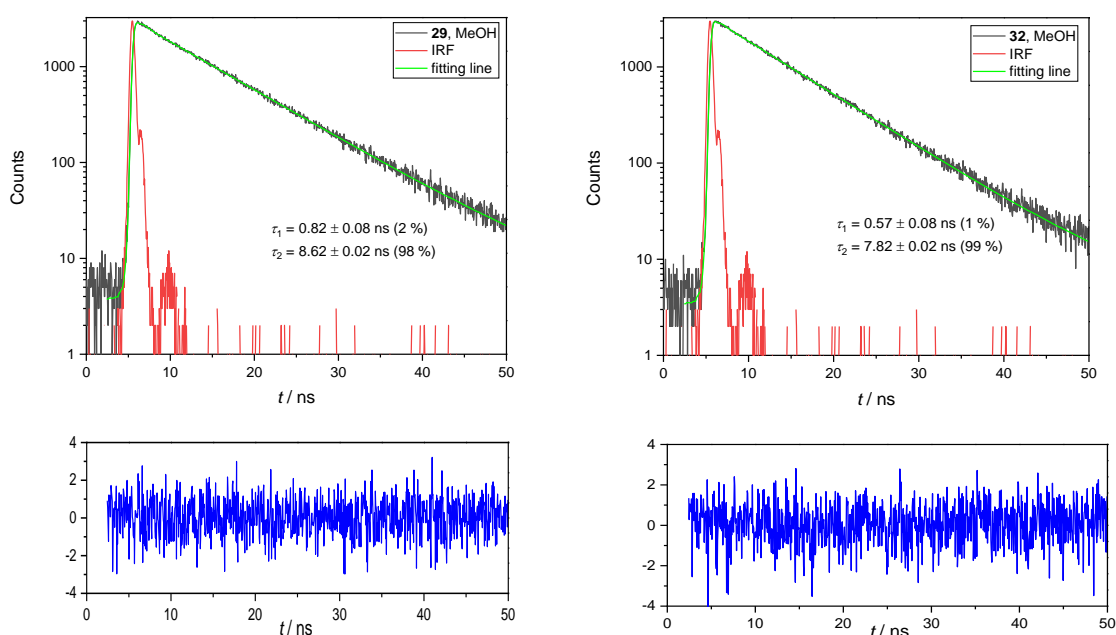 29, MeOH
IRF
fitting line
1000
100
10
1
Counts
τ1 = 0.82 ± 0.08 ns (2 %)
τ2 = 8.62 ± 0.02 ns (98 %)
0 10 20 30 40 50
t / ns
4
2
0
-2
-4
0 10 20 30 40 50
t / ns
32, MeOH
IRF
fitting line
1000
100
10
1
Counts
τ1 = 0.57 ± 0.08 ns (1 %)
τ2 = 7.82 ± 0.02 ns (99 %)
0 10 20 30 40 50
t / ns
4
2
0
-2
-4
0 10 20 30 40 50
t / ns